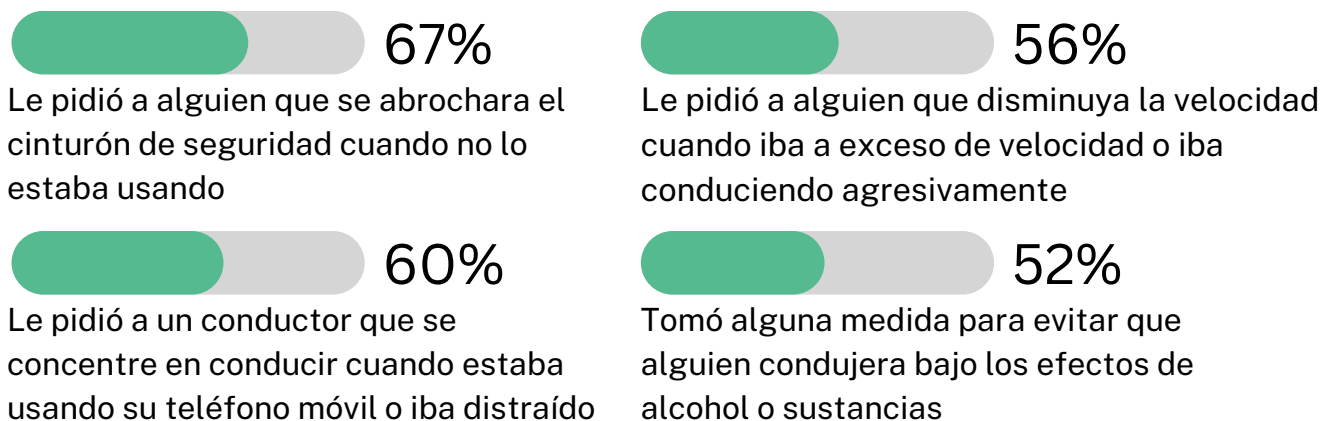 67%
Le pidió a alguien que se abrochara el
cinturón de seguridad cuando no lo
estaba usando
56%
Le pidió a alguien que disminuya la velocidad
cuando iba a exceso de velocidad o iba
conduciendo agresivamente
60%
Le pidió a un conductor que se
concentre en conducir cuando estaba
usando su teléfono móvil o iba distraído
52%
Tomó alguna medida para evitar que
alguien condujera bajo los efectos de
alcohol o sustancias